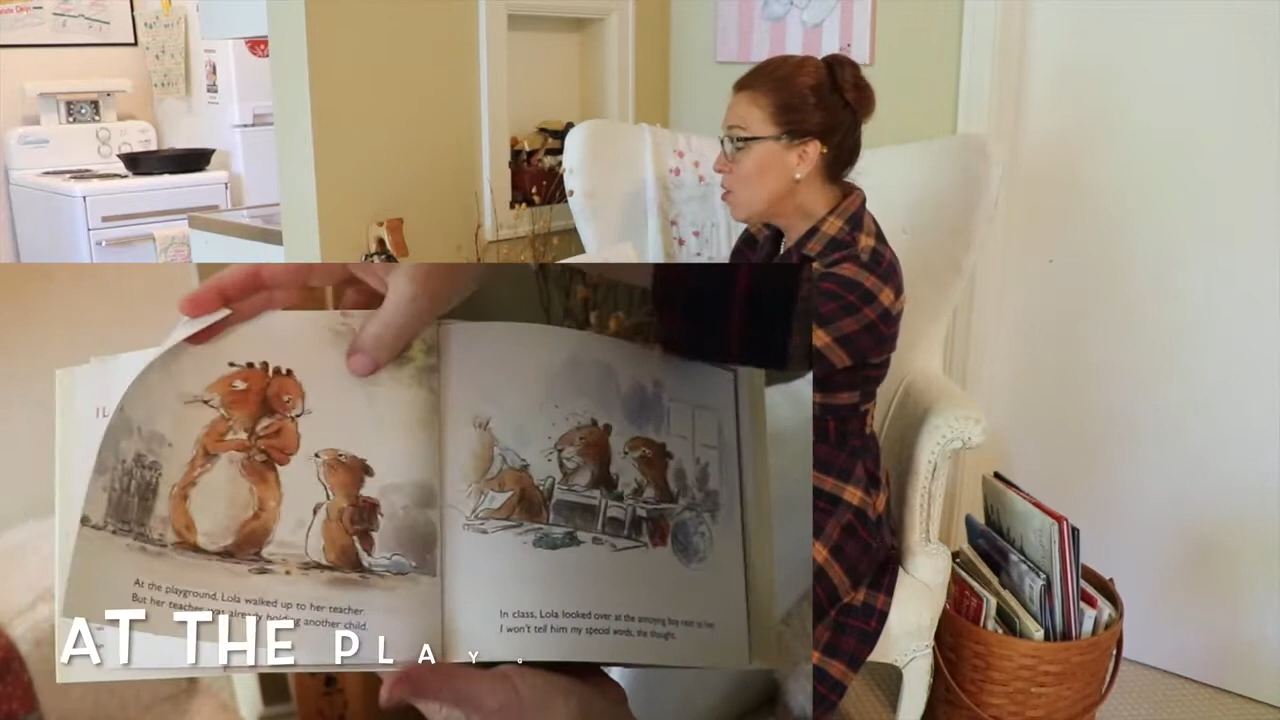 At the playground, Lola walked up to her teacher.
But her teacher was already holding another child.
In class, Lola looked over at the annoying boy next to her.
I won't tell him my special words, she thought.
AT THE PLAY